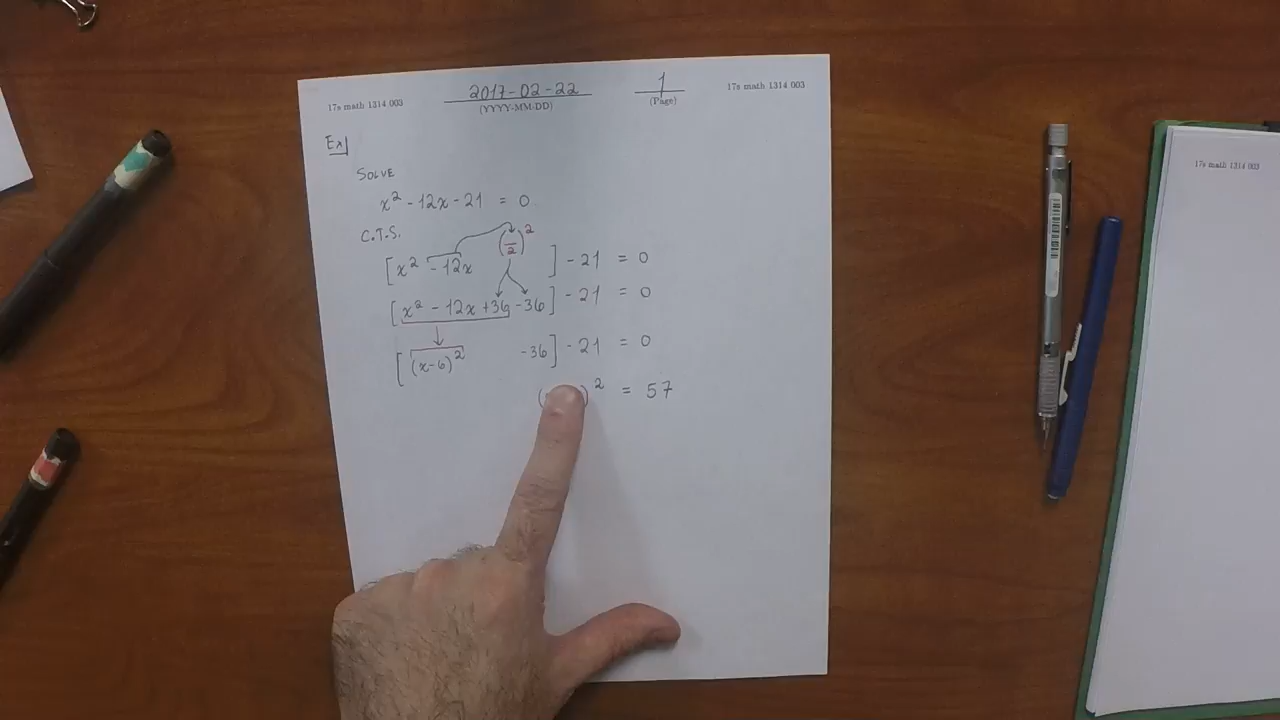 17s math 1314 003 2017-02-22 1 17s math 1314 003
(YYYY-MM-DD) (Page)
Ex
SOLVE
x² - 12x - 21 = 0
C.T.S.
[x² - 12x (—/2)² ] - 21 = 0
[x² - 12x + 36 - 36] - 21 = 0
[(x-6)² -36] - 21 = 0
( )² = 57
17s math 1314 003